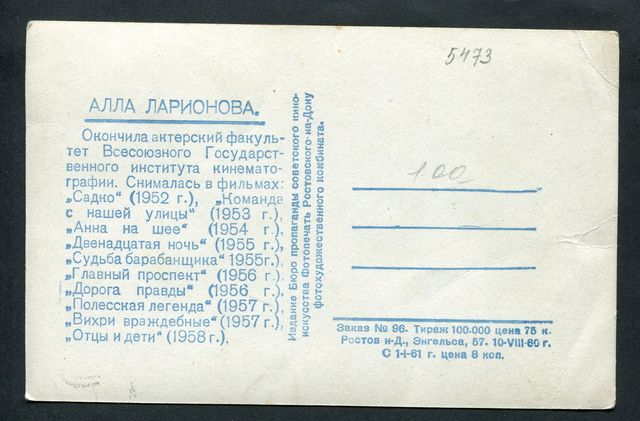 5473
АЛЛА ЛАРИОНОВА.
Окончила актерский факуль-
тет Всесоюзного Государст-
венного института кинемато-
графии. Снималась в фильмах:
„Садко“ (1952 г.), „Команда
с нашей улицы“ (1953 г.),
„Анна на шее“ (1954 г.),
„Двенадцатая ночь“ (1955 г.),
„Судьба барабанщика“ 1955г.),
„Главный проспект“ (1956 г.)
„Дорога правды“ (1956 г.),
„Полесская легенда“ (1957 г.),
„Вихри враждебные“ (1957 г.),
„Отцы и дети“ (1958 г.),
Издание Бюро пропаганды советского кино-
искусства Фотопечать Ростовского-на-Дону
фотохудожественного комбината.
100
Заказ № 96. Тираж 100.000 цена 75 к.
Ростов н-Д., Энгельса, 57. 10-VIII-60 г.
С 1-I-61 г. цена 8 коп.